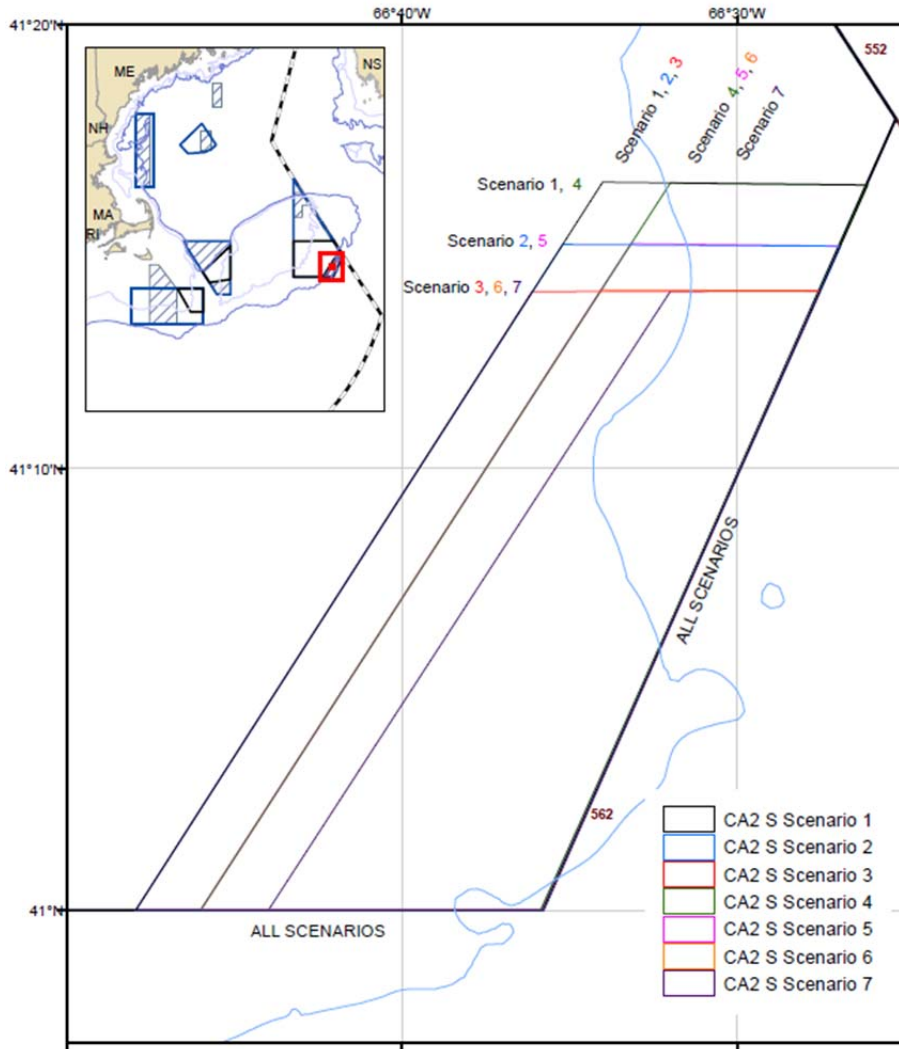 66°40'W
66°30'W
41°20'N
552
ME
NS
NH
MA
RI
Scenario 1, 2, 3
Scenario 4, 5, 6
Scenario 7
Scenario 1, 4
Scenario 2, 5
Scenario 3, 6, 7
41°10'N
ALL SCENARIOS
562
41°N
ALL SCENARIOS
CA2 S Scenario 1
CA2 S Scenario 2
CA2 S Scenario 3
CA2 S Scenario 4
CA2 S Scenario 5
CA2 S Scenario 6
CA2 S Scenario 7